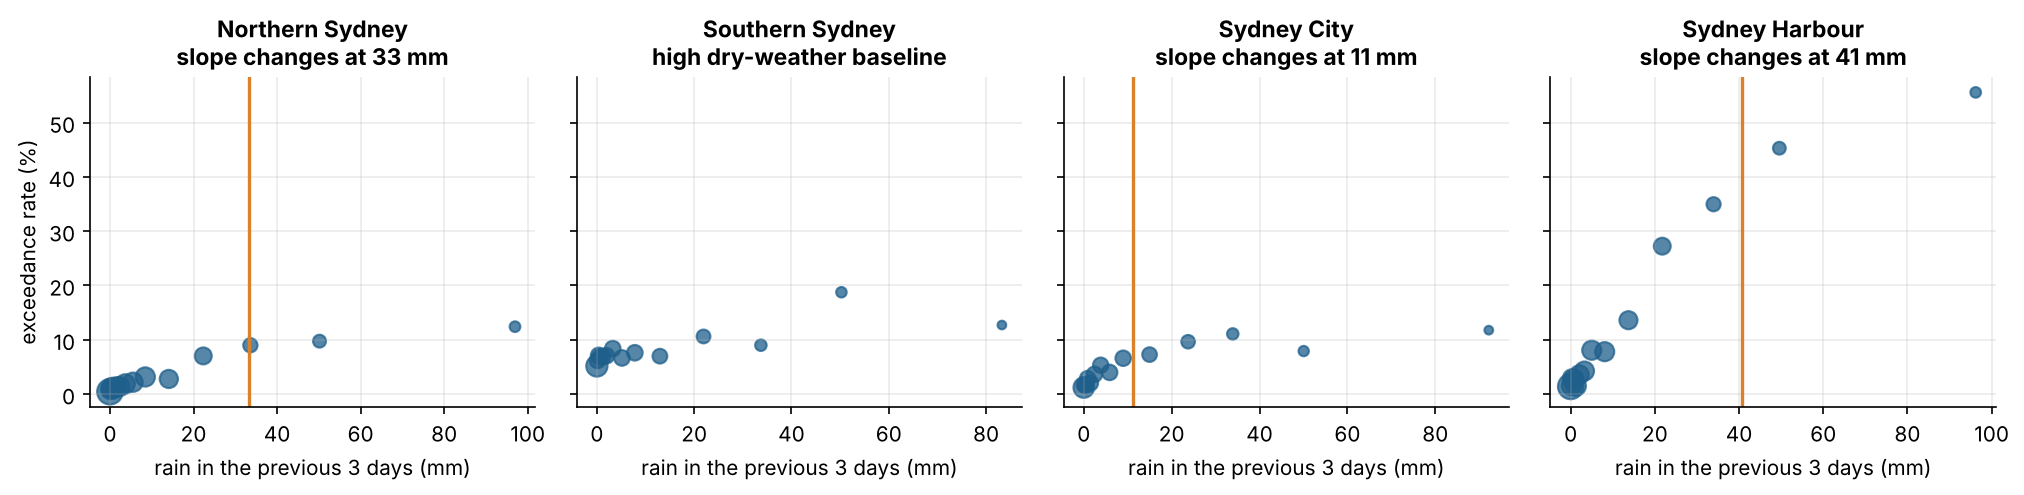 Northern Sydney
slope changes at 33 mm
Southern Sydney
high dry-weather baseline
Sydney City
slope changes at 11 mm
Sydney Harbour
slope changes at 41 mm
exceedance rate (%)
50
40
30
20
10
0
0 20 40 60 80 100
0 20 40 60 80
0 20 40 60 80
0 20 40 60 80 100
rain in the previous 3 days (mm)
rain in the previous 3 days (mm)
rain in the previous 3 days (mm)
rain in the previous 3 days (mm)